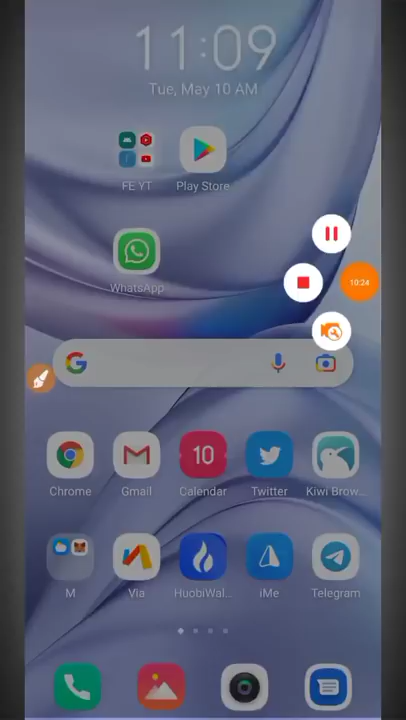 11:09
Tue, May 10 AM
FE YT
Play Store
WhatsApp
10:24
10
Chrome
Gmail
Calendar
Twitter
Kiwi Brow...
M
Via
HuobiWal..
iMe
Telegram